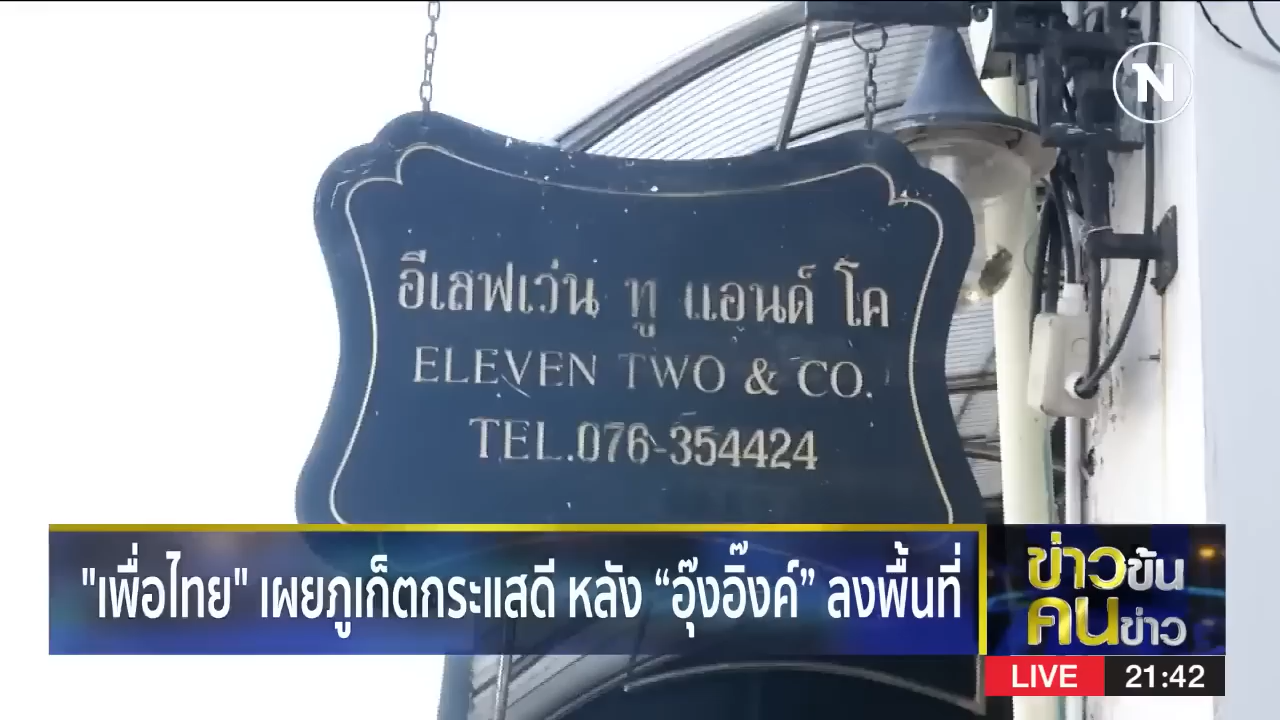 N
อีเลฟเว่น ทู แอนด์ โค
ELEVEN TWO & CO.
TEL.076-354424
"เพื่อไทย" เผยภูเก็ตกระแสดี หลัง “อุ๊งอิ๊งค์” ลงพื้นที่
ข่าวข้น
คนข่าว
LIVE 21:42